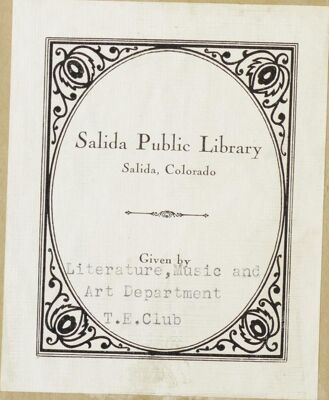 Salida Public Library
Salida, Colorado
Given by
Literature,Music and
Art Department
T.E.Club